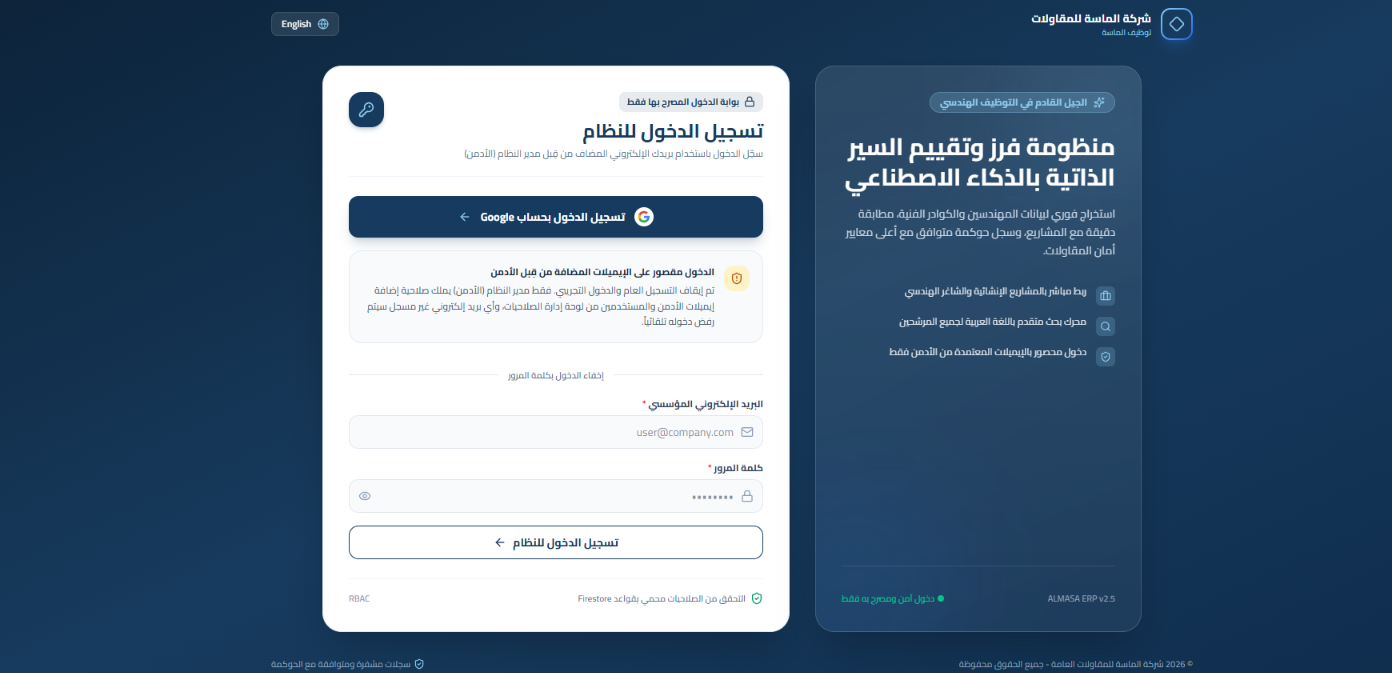 شركة الماسة للمقاولات
توظيف الماسة
English
الجيل القادم في التوظيف الهندسي
منظومة فرز وتقييم السير
الذاتية بالذكاء الاصطناعي
استخراج فوري لبيانات المهندسين والكوادر الفنية، مطابقة
دقيقة مع المشاريع، وسجل حوكمة متوافق مع أعلى معايير
أمان المقاولات.
ربط مباشر بالمشاريع الإنشائية والشاغر الهندسي
محرك بحث متقدم باللغة العربية لجميع المرشحين
دخول محصور بالإيميلات المعتمدة من الأدمن فقط
ALMASA ERP v2.5
دخول آمن ومصرح به فقط
بوابة الدخول المصرح بها فقط
تسجيل الدخول للنظام
سجّل الدخول باستخدام بريدك الإلكتروني المضاف من قِبل مدير النظام (الأدمن)
تسجيل الدخول بحساب Google
الدخول مقصور على الإيميلات المضافة من قِبل الأدمن
تم إيقاف التسجيل العام والدخول التجريبي. فقط مدير النظام (الأدمن) يملك صلاحية إضافة
إيميلات الأدمن والمستخدمين من لوحة إدارة الصلاحيات، وأي بريد إلكتروني غير مسجل سيتم
رفض دخوله تلقائياً.
إخفاء الدخول بكلمة المرور
البريد الإلكتروني المؤسسي *
user@company.com
كلمة المرور *
••••••••
تسجيل الدخول للنظام
التحقق من الصلاحيات محمي بقواعد Firestore
RBAC
© 2026 شركة الماسة للمقاولات العامة - جميع الحقوق محفوظة
سجلات مشفرة ومتوافقة مع الحوكمة